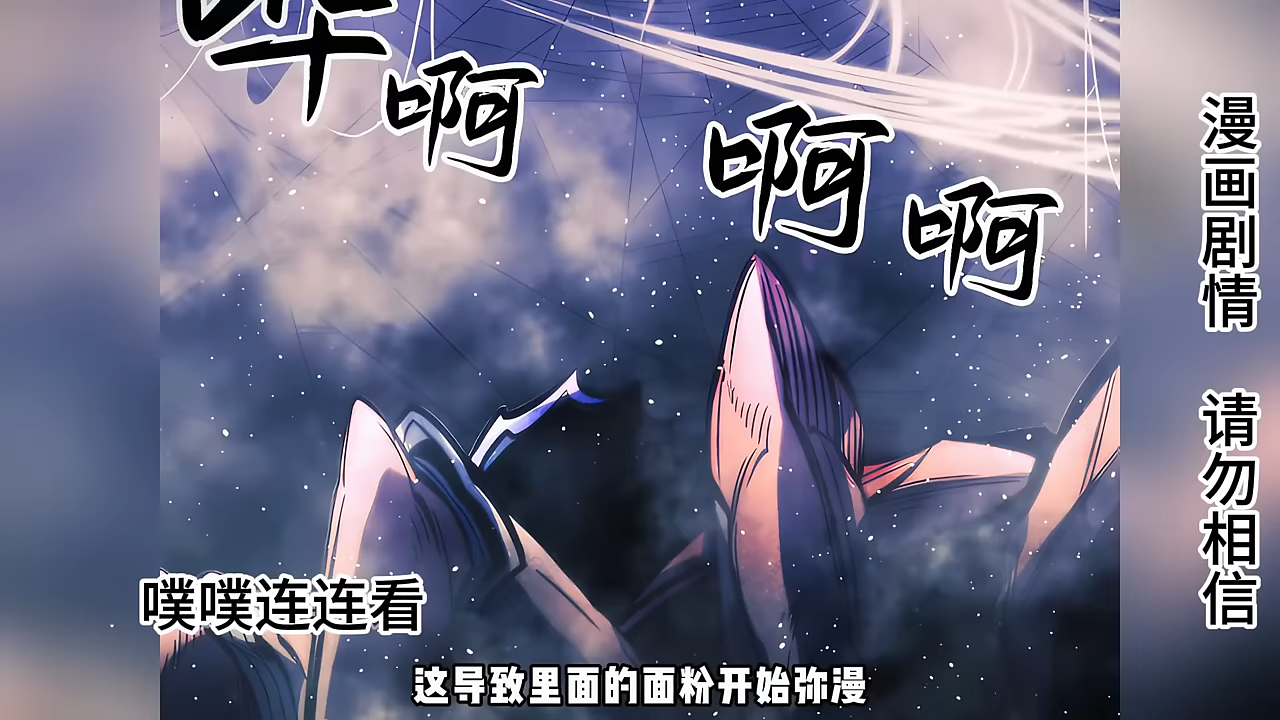 啊
啊
啊
漫画剧情 请勿相信
噗噗连连看
这导致里面的面粉开始弥漫